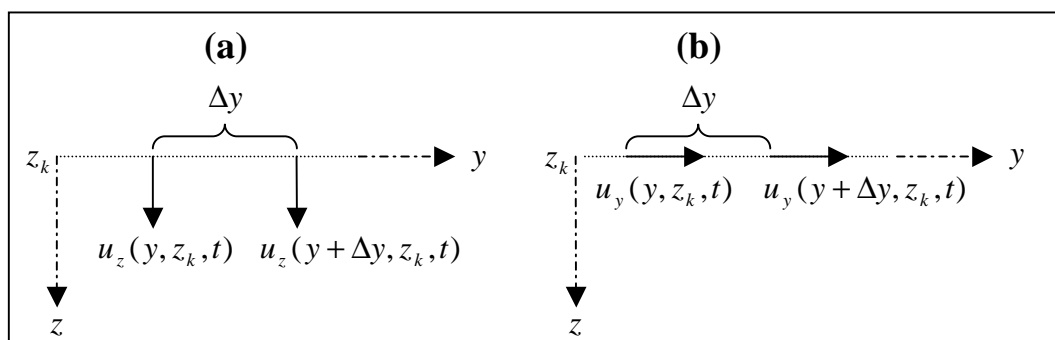 (a)
Δy
z_k
y
u_z(y, z_k, t)
u_z(y + Δy, z_k, t)
z
(b)
Δy
z_k
y
u_y(y, z_k, t)
u_y(y + Δy, z_k, t)
z